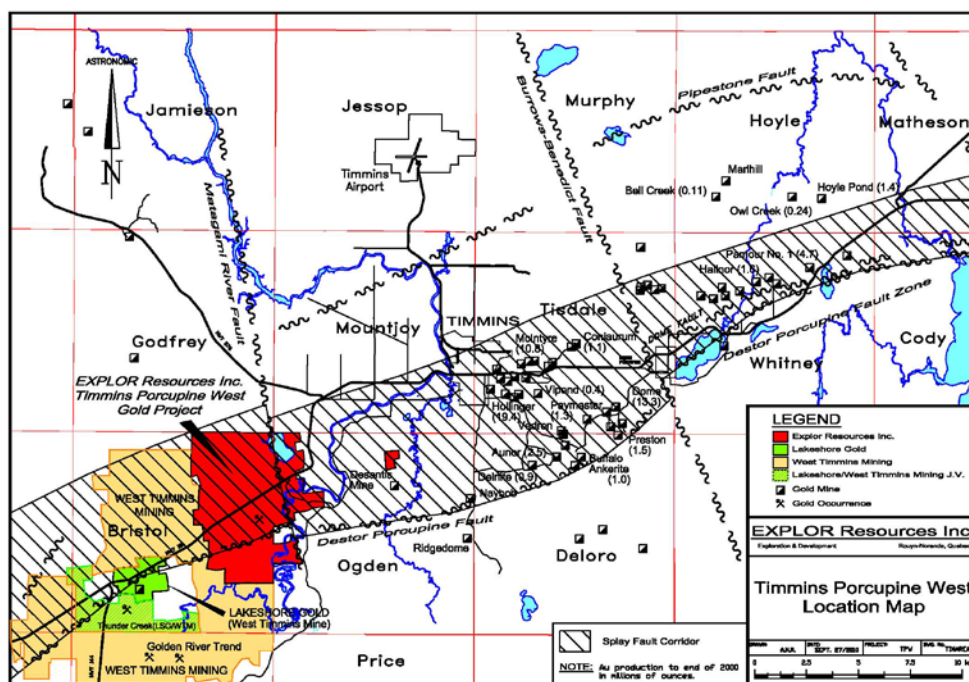 ASTRONOMIC
N
Jamieson
Jessop
Murphy
Pipestone Fault
Hoyle
Matheson
Timmins
Airport
Burrows-Benedict Fault
Matagami River Fault
Marlhill
Bell Creek (0.11)
Hoyle Pond (1.4)
Owl Creek (0.24)
Pamour No. 1 (4.7)
Hallnor (1.6)
Tisdale
TIMMINS
Mountjoy
Godfrey
McIntyre
(10.8)
Coniaurum
(1.1)
DOME FAULT
Destor Porcupine Fault Zone
Whitney
Cody
EXPLOR Resources Inc.
Timmins Porcupine West
Gold Project
Hollinger
(19.4)
Vipond (0.4)
Paymaster
(1.3)
Dome
(13.3)
Vedron
Preston
(1.5)
Aunor (2.5)
Buffalo
Ankerite
(1.0)
Delnite (0.9)
Naybob
Desantis
Mine
WEST TIMMINS
MINING
Bristol
Destor Porcupine Fault
Ridgedome
Ogden
Deloro
LAKESHORE GOLD
(West Timmins Mine)
Thunder Creek(LSG/WTM)
Golden River Trend
WEST TIMMINS MINING
Price
LEGEND
Explor Resources Inc.
Lakeshore Gold
West Timmins Mining
Lakeshore/West Timmins Mining J.V.
Gold Mine
Gold Occurrence
EXPLOR Resources Inc
Exploration & Development
Rouyn-Noranda, Quebec
Timmins Porcupine West
Location Map
Splay Fault Corridor
NOTE: Au production to end of 2000
in millions of ounces.
DRAWN
A.H.R.
DATE
PROJECT:
TPW
0 2.5 5 7.5 10